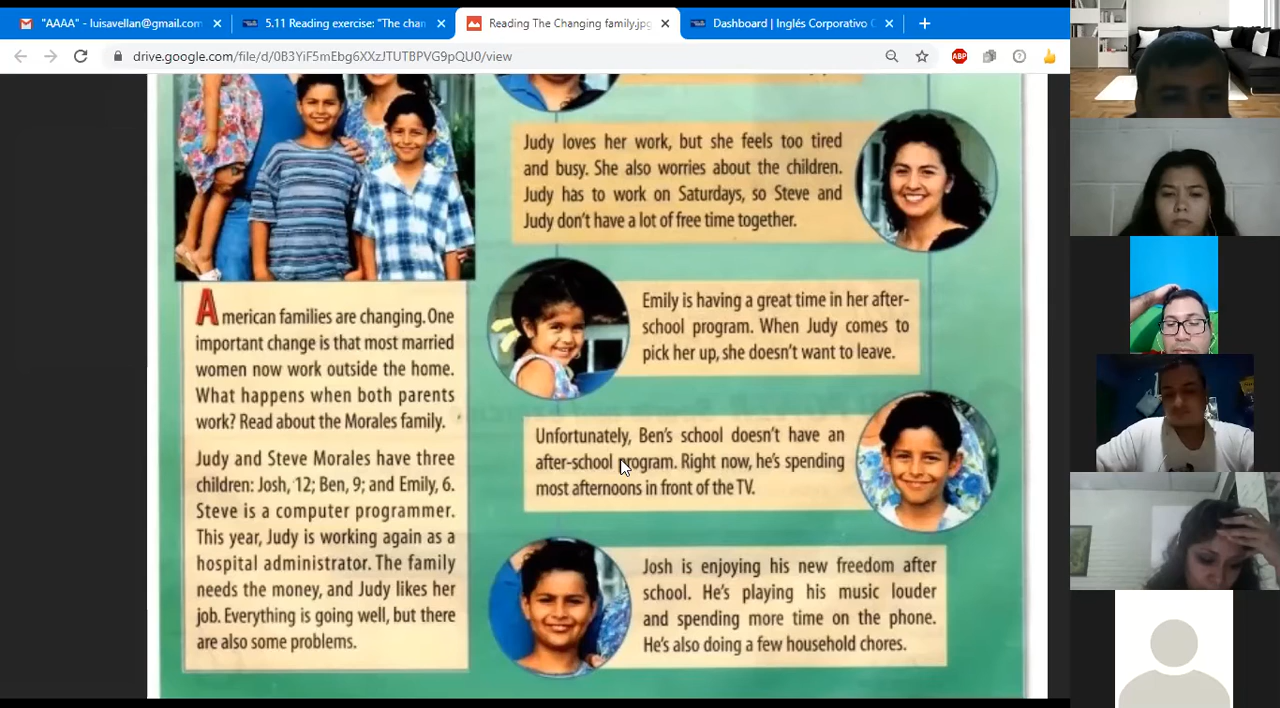 "AAAA" - luisavellan@gmail.com
5.11 Reading exercise: "The chan
Reading The Changing family.jpg
Dashboard | Inglés Corporativo
drive.google.com/file/d/0B3YiF5mEbg6XXzJTUTBPVG9pQU0/view
ABP
American families are changing. One
important change is that most married
women now work outside the home.
What happens when both parents
work? Read about the Morales family.
Judy and Steve Morales have three
children: Josh, 12; Ben, 9; and Emily, 6.
Steve is a computer programmer.
This year, Judy is working again as a
hospital administrator. The family
needs the money, and Judy likes her
job. Everything is going well, but there
are also some problems.
Judy loves her work, but she feels too tired
and busy. She also worries about the children.
Judy has to work on Saturdays, so Steve and
Judy don't have a lot of free time together.
Emily is having a great time in her after-
school program. When Judy comes to
pick her up, she doesn't want to leave.
Unfortunately, Ben's school doesn't have an
after-school program. Right now, he's spending
most afternoons in front of the TV.
Josh is enjoying his new freedom after
school. He's playing his music louder
and spending more time on the phone.
He's also doing a few household chores.